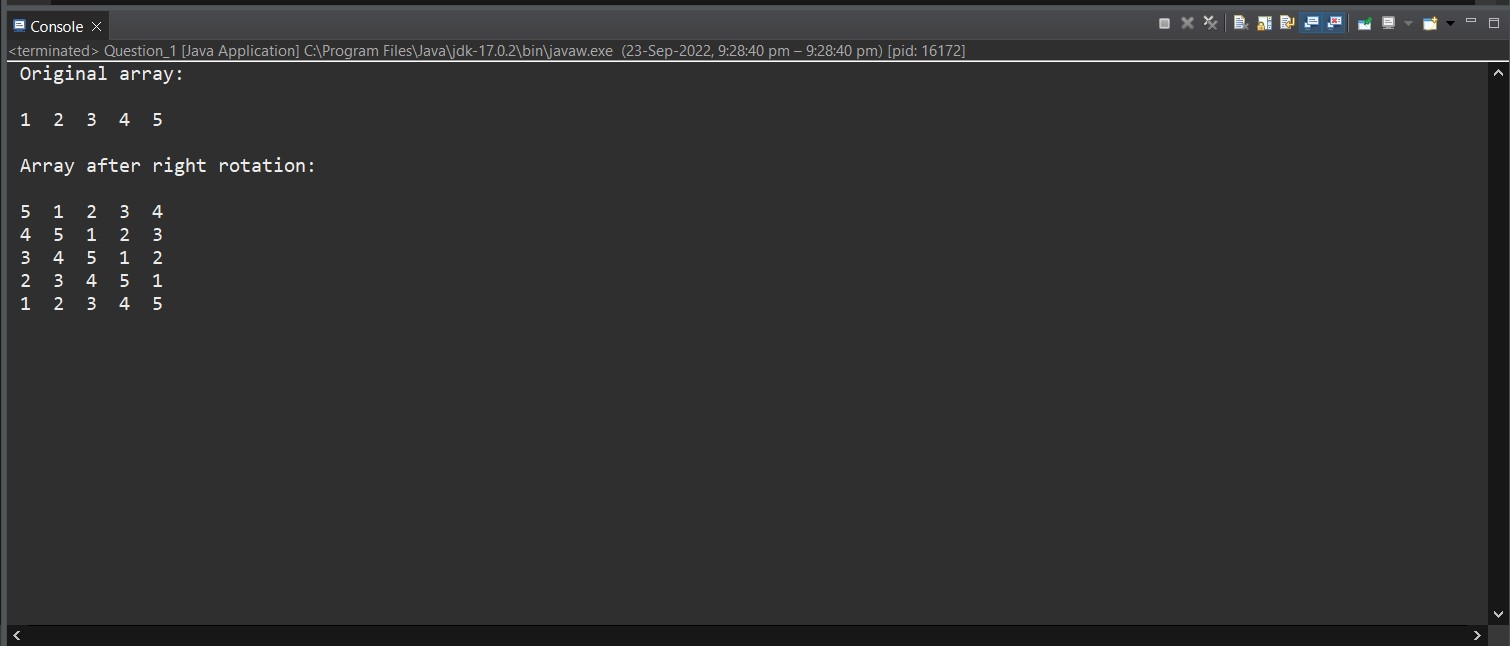 Console
<terminated> Question_1 [Java Application] C:\Program Files\Java\jdk-17.0.2\bin\javaw.exe (23-Sep-2022, 9:28:40 pm – 9:28:40 pm) [pid: 16172]
Original array:
1 2 3 4 5
Array after right rotation:
5 1 2 3 4
4 5 1 2 3
3 4 5 1 2
2 3 4 5 1
1 2 3 4 5